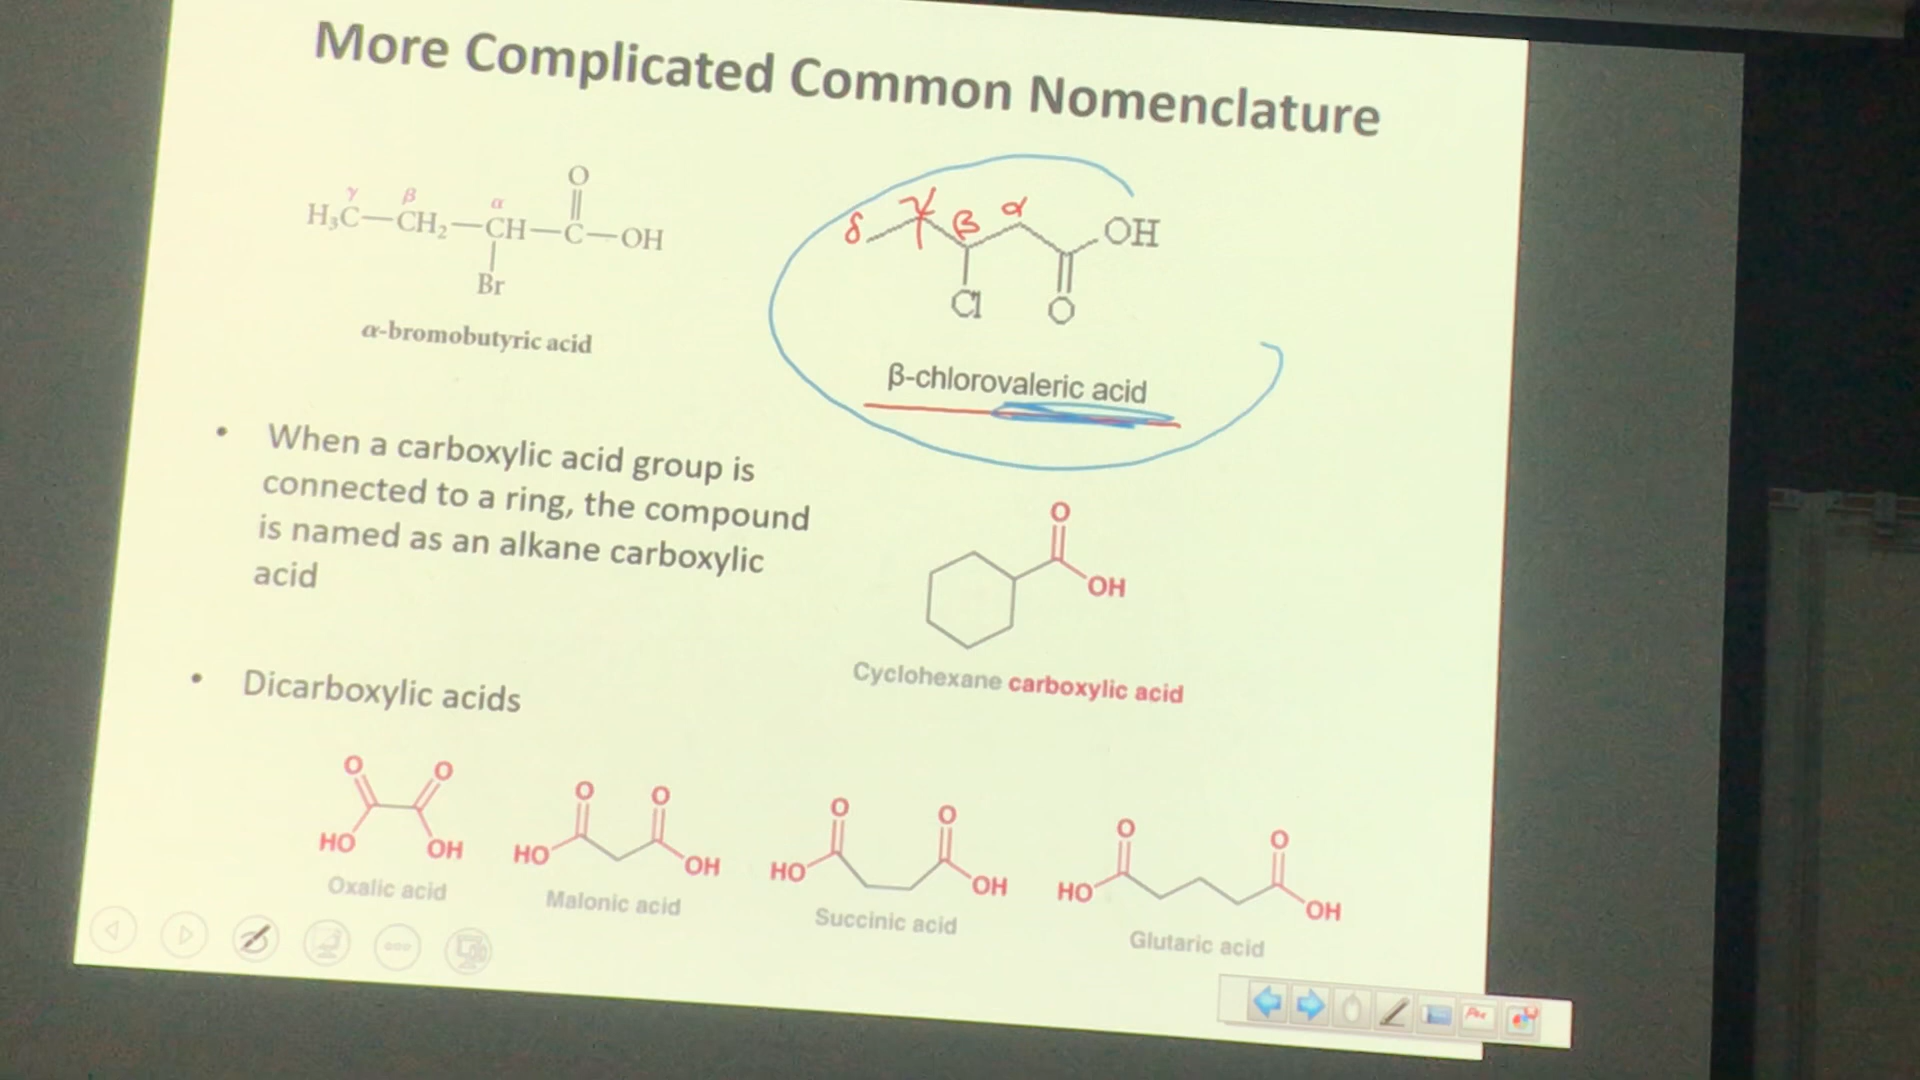 More Complicated Common Nomenclature
O
γ β α
H₃C—CH₂—CH—C—OH
Br
α-bromobutyric acid
δ γ β α
OH
Cl O
β-chlorovaleric acid
• When a carboxylic acid group is
connected to a ring, the compound
is named as an alkane carboxylic
acid
O
OH
Cyclohexane carboxylic acid
• Dicarboxylic acids
O O
HO OH
Oxalic acid
O O
HO OH
Malonic acid
O O
HO OH
Succinic acid
O O
HO OH
Glutaric acid